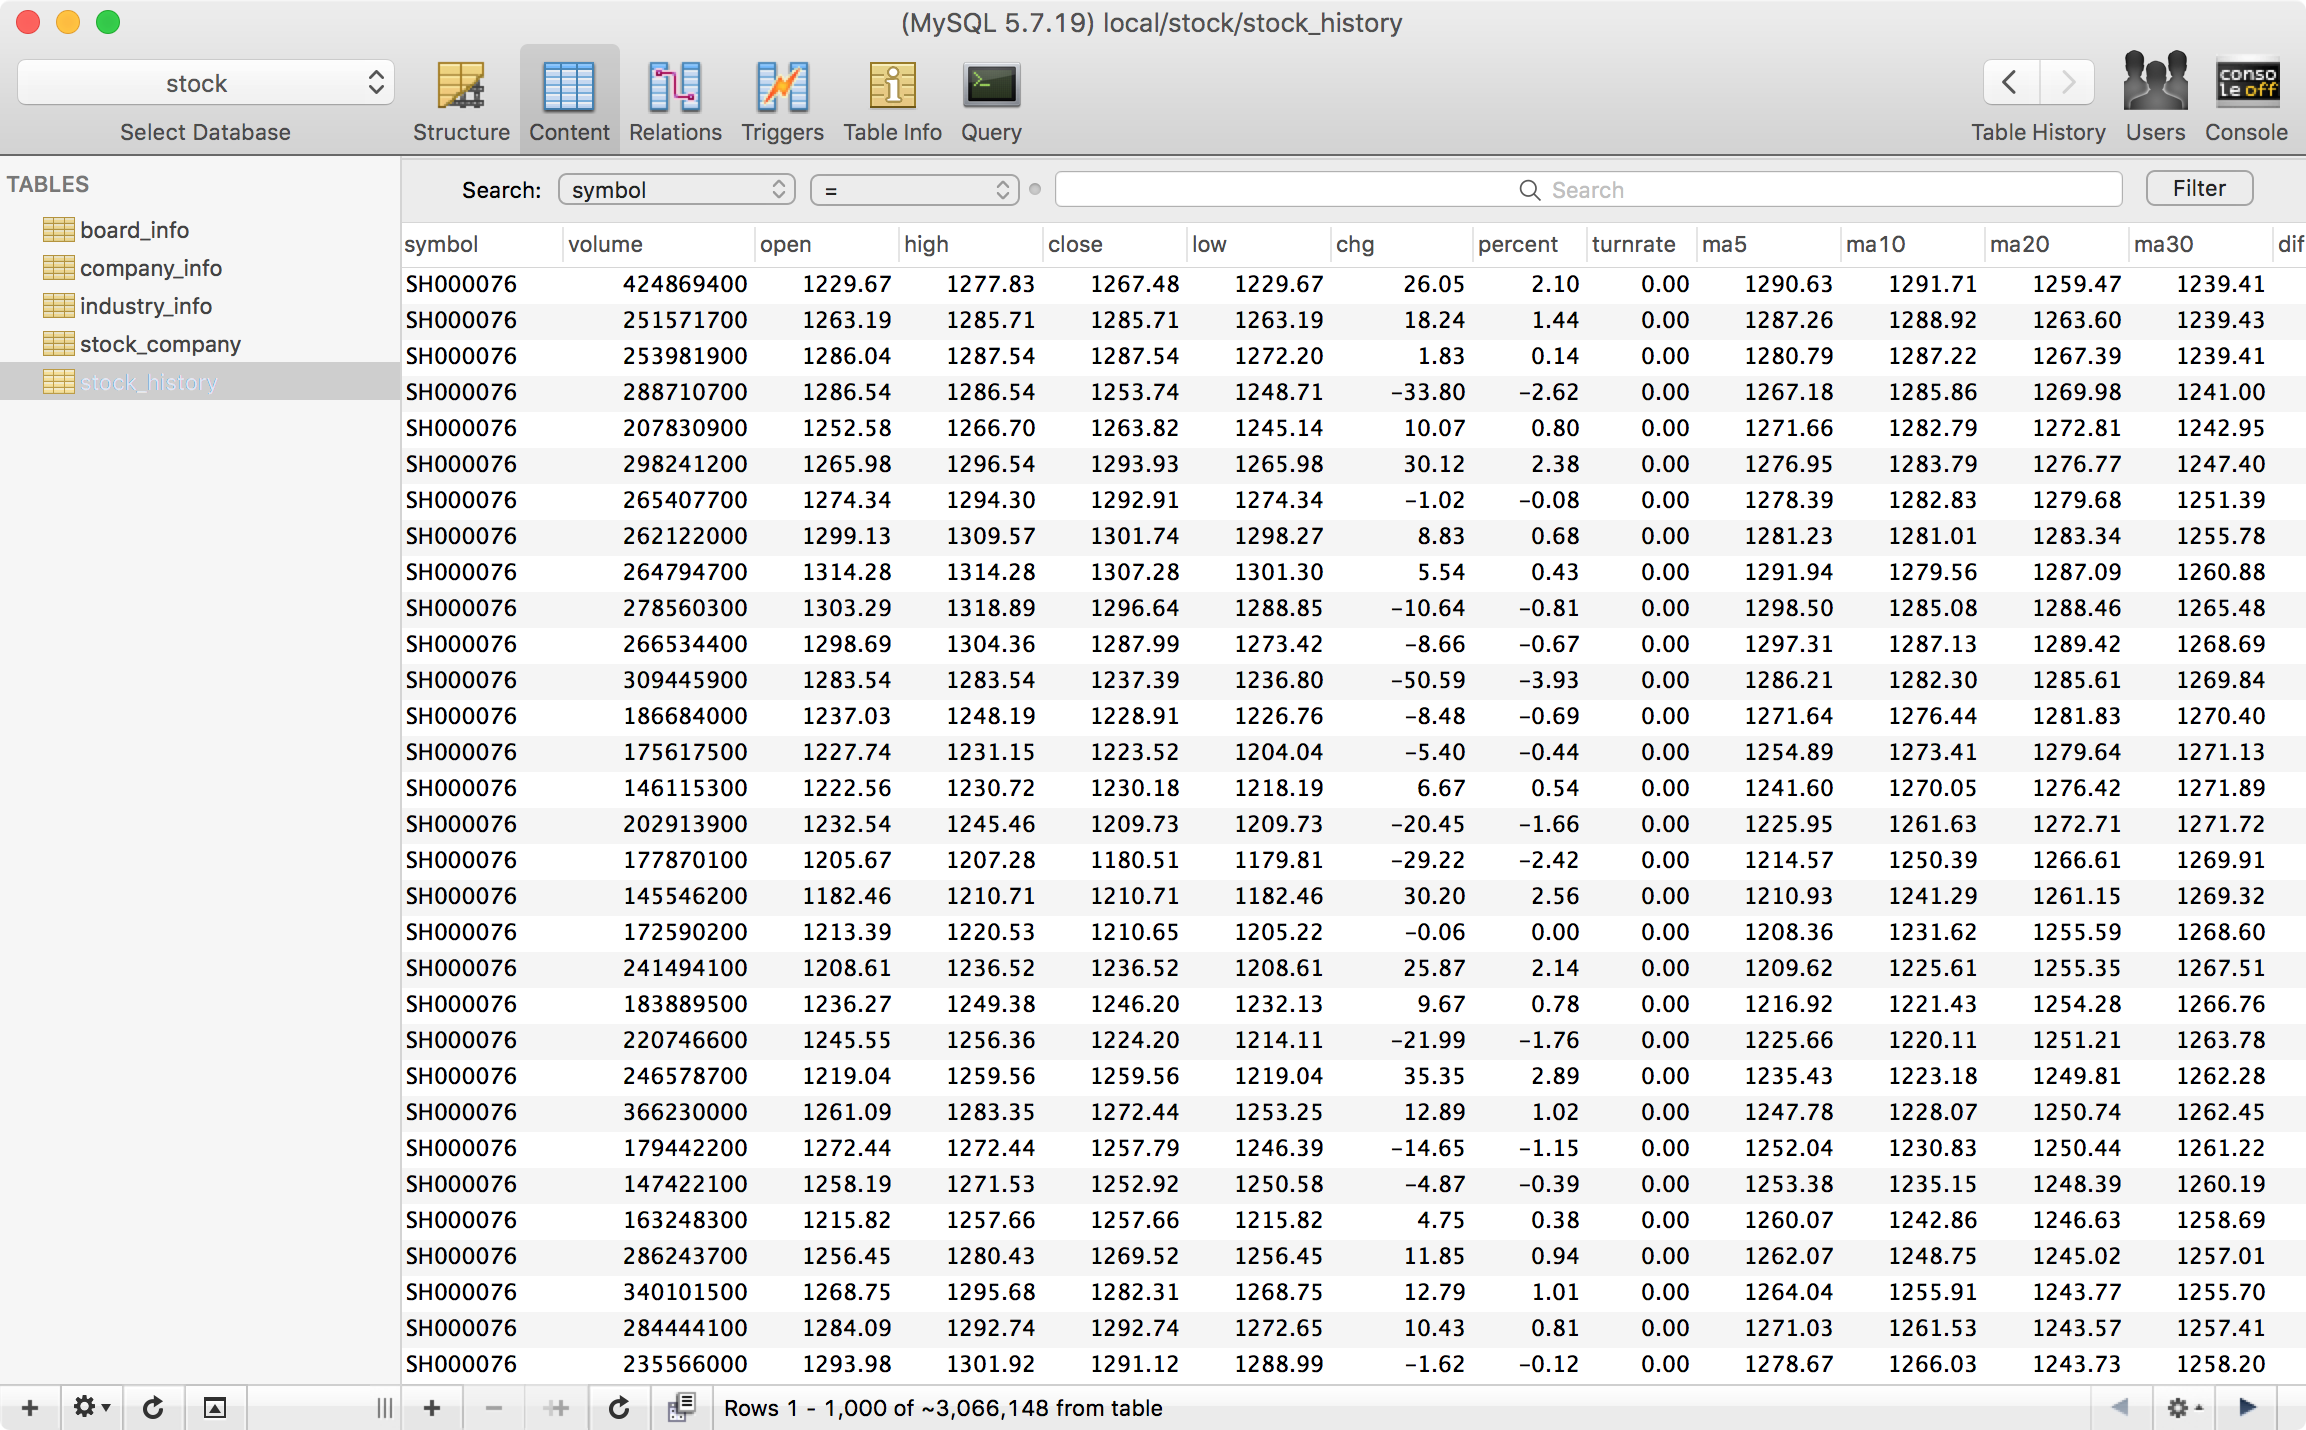 (MySQL 5.7.19) local/stock/stock_history
stock
Select Database Structure Content Relations Triggers Table Info Query Table History Users Console
conso
le off
TABLES
board_info
company_info
industry_info
stock_company
stock_history
Search: symbol = Search Filter
symbol volume open high close low chg percent turnrate ma5 ma10 ma20 ma30 dif
SH000076 424869400 1229.67 1277.83 1267.48 1229.67 26.05 2.10 0.00 1290.63 1291.71 1259.47 1239.41
SH000076 251571700 1263.19 1285.71 1285.71 1263.19 18.24 1.44 0.00 1287.26 1288.92 1263.60 1239.43
SH000076 253981900 1286.04 1287.54 1287.54 1272.20 1.83 0.14 0.00 1280.79 1287.22 1267.39 1239.41
SH000076 288710700 1286.54 1286.54 1253.74 1248.71 -33.80 -2.62 0.00 1267.18 1285.86 1269.98 1241.00
SH000076 207830900 1252.58 1266.70 1263.82 1245.14 10.07 0.80 0.00 1271.66 1282.79 1272.81 1242.95
SH000076 298241200 1265.98 1296.54 1293.93 1265.98 30.12 2.38 0.00 1276.95 1283.79 1276.77 1247.40
SH000076 265407700 1274.34 1294.30 1292.91 1274.34 -1.02 -0.08 0.00 1278.39 1282.83 1279.68 1251.39
SH000076 262122000 1299.13 1309.57 1301.74 1298.27 8.83 0.68 0.00 1281.23 1281.01 1283.34 1255.78
SH000076 264794700 1314.28 1314.28 1307.28 1301.30 5.54 0.43 0.00 1291.94 1279.56 1287.09 1260.88
SH000076 278560300 1303.29 1318.89 1296.64 1288.85 -10.64 -0.81 0.00 1298.50 1285.08 1288.46 1265.48
SH000076 266534400 1298.69 1304.36 1287.99 1273.42 -8.66 -0.67 0.00 1297.31 1287.13 1289.42 1268.69
SH000076 309445900 1283.54 1283.54 1237.39 1236.80 -50.59 -3.93 0.00 1286.21 1282.30 1285.61 1269.84
SH000076 186684000 1237.03 1248.19 1228.91 1226.76 -8.48 -0.69 0.00 1271.64 1276.44 1281.83 1270.40
SH000076 175617500 1227.74 1231.15 1223.52 1204.04 -5.40 -0.44 0.00 1254.89 1273.41 1279.64 1271.13
SH000076 146115300 1222.56 1230.72 1230.18 1218.19 6.67 0.54 0.00 1241.60 1270.05 1276.42 1271.89
SH000076 202913900 1232.54 1245.46 1209.73 1209.73 -20.45 -1.66 0.00 1225.95 1261.63 1272.71 1271.72
SH000076 177870100 1205.67 1207.28 1180.51 1179.81 -29.22 -2.42 0.00 1214.57 1250.39 1266.61 1269.91
SH000076 145546200 1182.46 1210.71 1210.71 1182.46 30.20 2.56 0.00 1210.93 1241.29 1261.15 1269.32
SH000076 172590200 1213.39 1220.53 1210.65 1205.22 -0.06 0.00 0.00 1208.36 1231.62 1255.59 1268.60
SH000076 241494100 1208.61 1236.52 1236.52 1208.61 25.87 2.14 0.00 1209.62 1225.61 1255.35 1267.51
SH000076 183889500 1236.27 1249.38 1246.20 1232.13 9.67 0.78 0.00 1216.92 1221.43 1254.28 1266.76
SH000076 220746600 1245.55 1256.36 1224.20 1214.11 -21.99 -1.76 0.00 1225.66 1220.11 1251.21 1263.78
SH000076 246578700 1219.04 1259.56 1259.56 1219.04 35.35 2.89 0.00 1235.43 1223.18 1249.81 1262.28
SH000076 366230000 1261.09 1283.35 1272.44 1253.25 12.89 1.02 0.00 1247.78 1228.07 1250.74 1262.45
SH000076 179442200 1272.44 1272.44 1257.79 1246.39 -14.65 -1.15 0.00 1252.04 1230.83 1250.44 1261.22
SH000076 147422100 1258.19 1271.53 1252.92 1250.58 -4.87 -0.39 0.00 1253.38 1235.15 1248.39 1260.19
SH000076 163248300 1215.82 1257.66 1257.66 1215.82 4.75 0.38 0.00 1260.07 1242.86 1246.63 1258.69
SH000076 286243700 1256.45 1280.43 1269.52 1256.45 11.85 0.94 0.00 1262.07 1248.75 1245.02 1257.01
SH000076 340101500 1268.75 1295.68 1282.31 1268.75 12.79 1.01 0.00 1264.04 1255.91 1243.77 1255.70
SH000076 284444100 1284.09 1292.74 1292.74 1272.65 10.43 0.81 0.00 1271.03 1261.53 1243.57 1257.41
SH000076 235566000 1293.98 1301.92 1291.12 1288.99 -1.62 -0.12 0.00 1278.67 1266.03 1243.73 1258.20
Rows 1 - 1,000 of ~3,066,148 from table